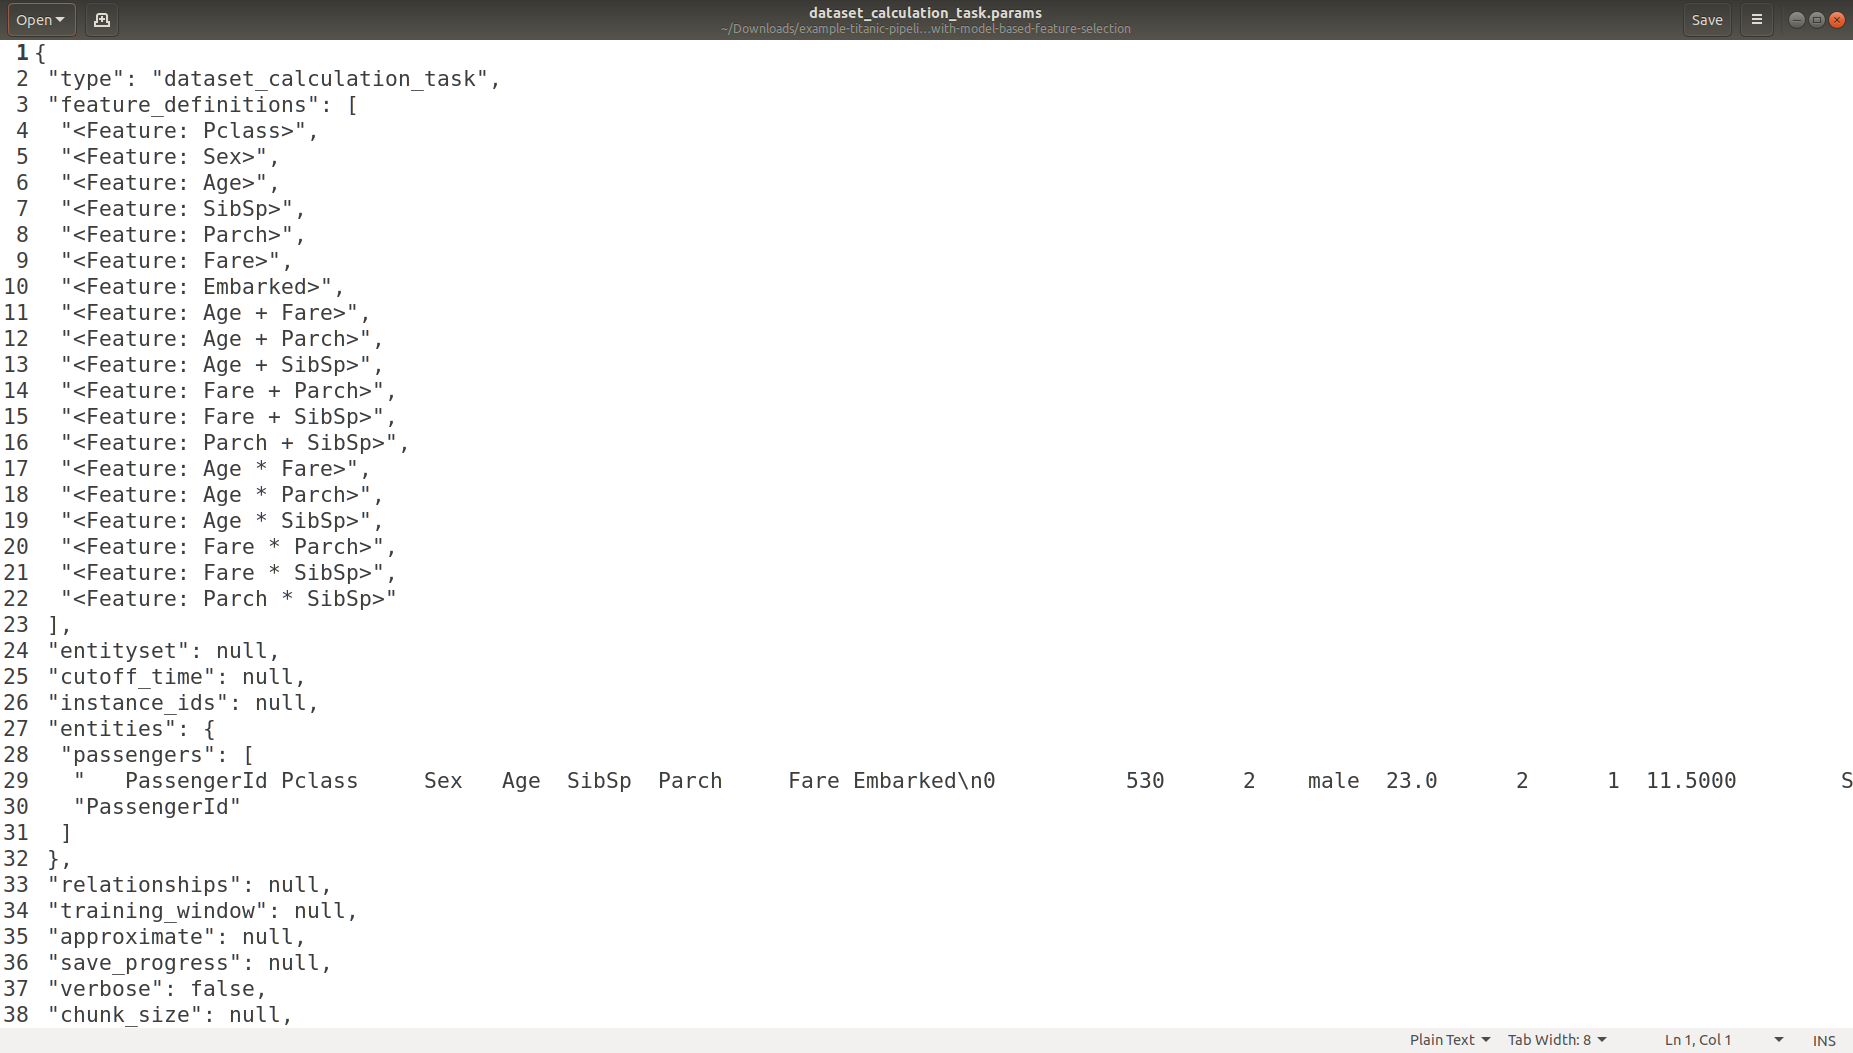 Open
dataset_calculation_task.params
~/Downloads/example-titanic-pipeli...with-model-based-feature-selection
Save
1 {
2  "type": "dataset_calculation_task",
3  "feature_definitions": [
4   "<Feature: Pclass>",
5   "<Feature: Sex>",
6   "<Feature: Age>",
7   "<Feature: SibSp>",
8   "<Feature: Parch>",
9   "<Feature: Fare>",
10   "<Feature: Embarked>",
11   "<Feature: Age + Fare>",
12   "<Feature: Age + Parch>",
13   "<Feature: Age + SibSp>",
14   "<Feature: Fare + Parch>",
15   "<Feature: Fare + SibSp>",
16   "<Feature: Parch + SibSp>",
17   "<Feature: Age * Fare>",
18   "<Feature: Age * Parch>",
19   "<Feature: Age * SibSp>",
20   "<Feature: Fare * Parch>",
21   "<Feature: Fare * SibSp>",
22   "<Feature: Parch * SibSp>"
23  ],
24  "entityset": null,
25  "cutoff_time": null,
26  "instance_ids": null,
27  "entities": {
28   "passengers": [
29    "   PassengerId Pclass     Sex   Age  SibSp  Parch     Fare Embarked\n0          530      2    male  23.0      2      1  11.5000        S
30    "PassengerId"
31   ]
32  },
33  "relationships": null,
34  "training_window": null,
35  "approximate": null,
36  "save_progress": null,
37  "verbose": false,
38  "chunk_size": null,
Plain Text Tab Width: 8 Ln 1, Col 1 INS